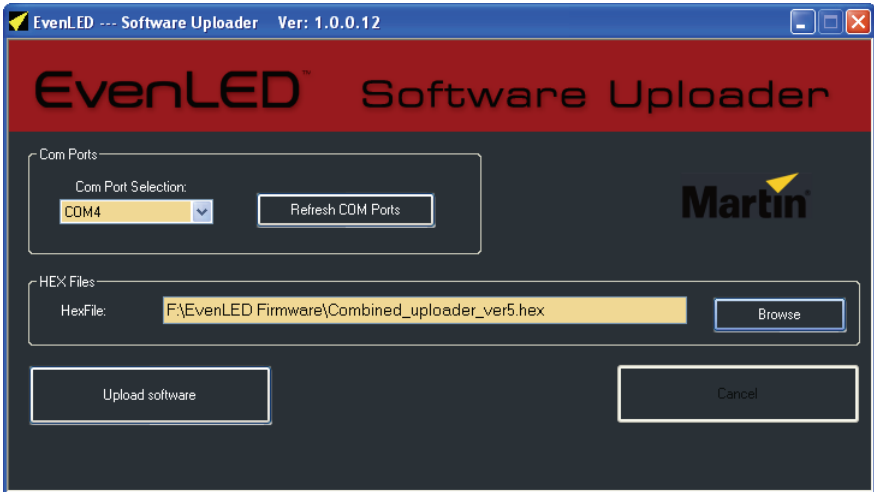 EvenLED --- Software Uploader Ver: 1.0.0.12
EvenLED™ Software Uploader
Com Ports
Com Port Selection:
COM4
Refresh COM Ports
Martin
HEX Files
HexFile:
F:\EvenLED Firmware\Combined_uploader_ver5.hex
Browse
Upload software
Cancel